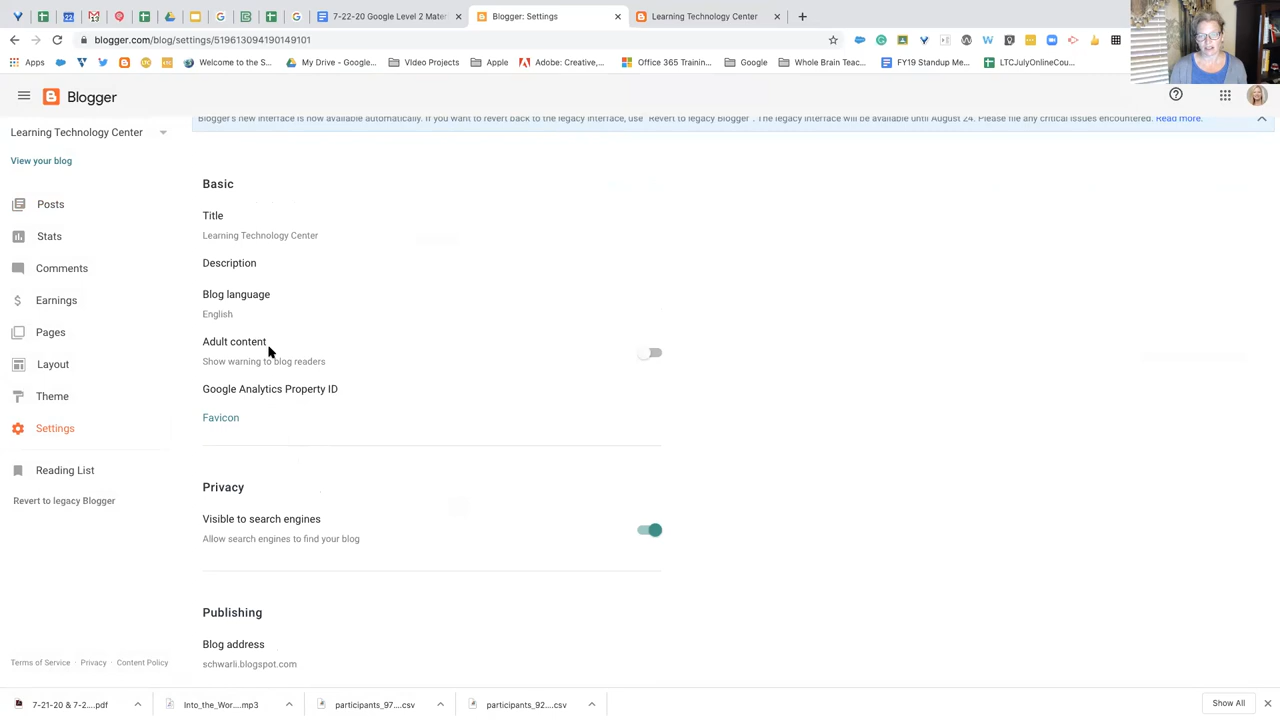 7-22-20 Google Level 2 Mater
Blogger: Settings
Learning Technology Center
blogger.com/blog/settings/519613094190149101
Apps
Welcome to the S...
My Drive – Google...
Video Projects
Apple
Adobe: Creative,...
Office 365 Training...
Google
Whole Brain Teac...
FY19 Standup Me...
LTCJulyOnlineCou...
Blogger
Learning Technology Center
View your blog
Blogger's new interface is now available automatically. If you want to revert back to the legacy interface, use "Revert to legacy Blogger". The legacy interface will be available until August 24. Please file any critical issues encountered. Read more.
Posts
Stats
Comments
Earnings
Pages
Layout
Theme
Settings
Reading List
Revert to legacy Blogger
Basic
Title
Learning Technology Center
Description
Blog language
English
Adult content
Show warning to blog readers
Google Analytics Property ID
Favicon
Privacy
Visible to search engines
Allow search engines to find your blog
Publishing
Blog address
schwarli.blogspot.com
Terms of Service · Privacy · Content Policy
7-21-20 & 7-2....pdf
Into_the_Wor....mp3
participants_97....csv
participants_92....csv
Show All